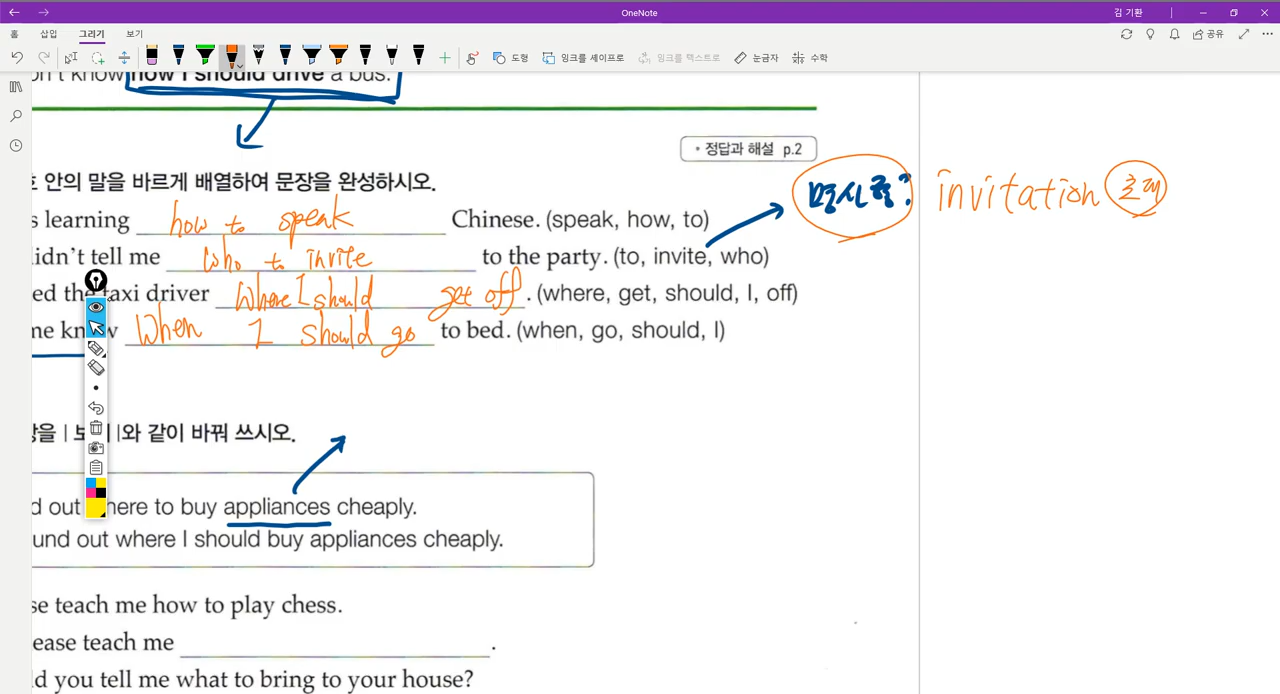 OneNote
김 기환
홈 삽입 그리기 보기
공유
도형 잉크를 셰이프로 잉크를 텍스트로 눈금자 수학
on't know how I should drive a bus.
• 정답과 해설 p.2
호 안의 말을 바르게 배열하여 문장을 완성하시오.
명사형? invitation 초대
s learning how to speak Chinese. (speak, how, to)
idn't tell me who to invite to the party. (to, invite, who)
ed the taxi driver where I should get off. (where, get, should, I, off)
me know When I should go to bed. (when, go, should, I)
장을 | 보기 |와 같이 바꿔 쓰시오.
d out where to buy appliances cheaply.
und out where I should buy appliances cheaply.
se teach me how to play chess.
ease teach me .
ld you tell me what to bring to your house?